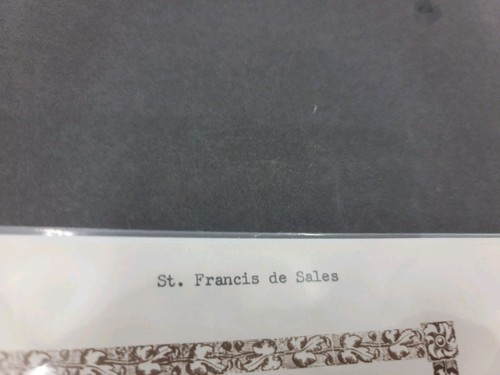 St. Francis de Sales